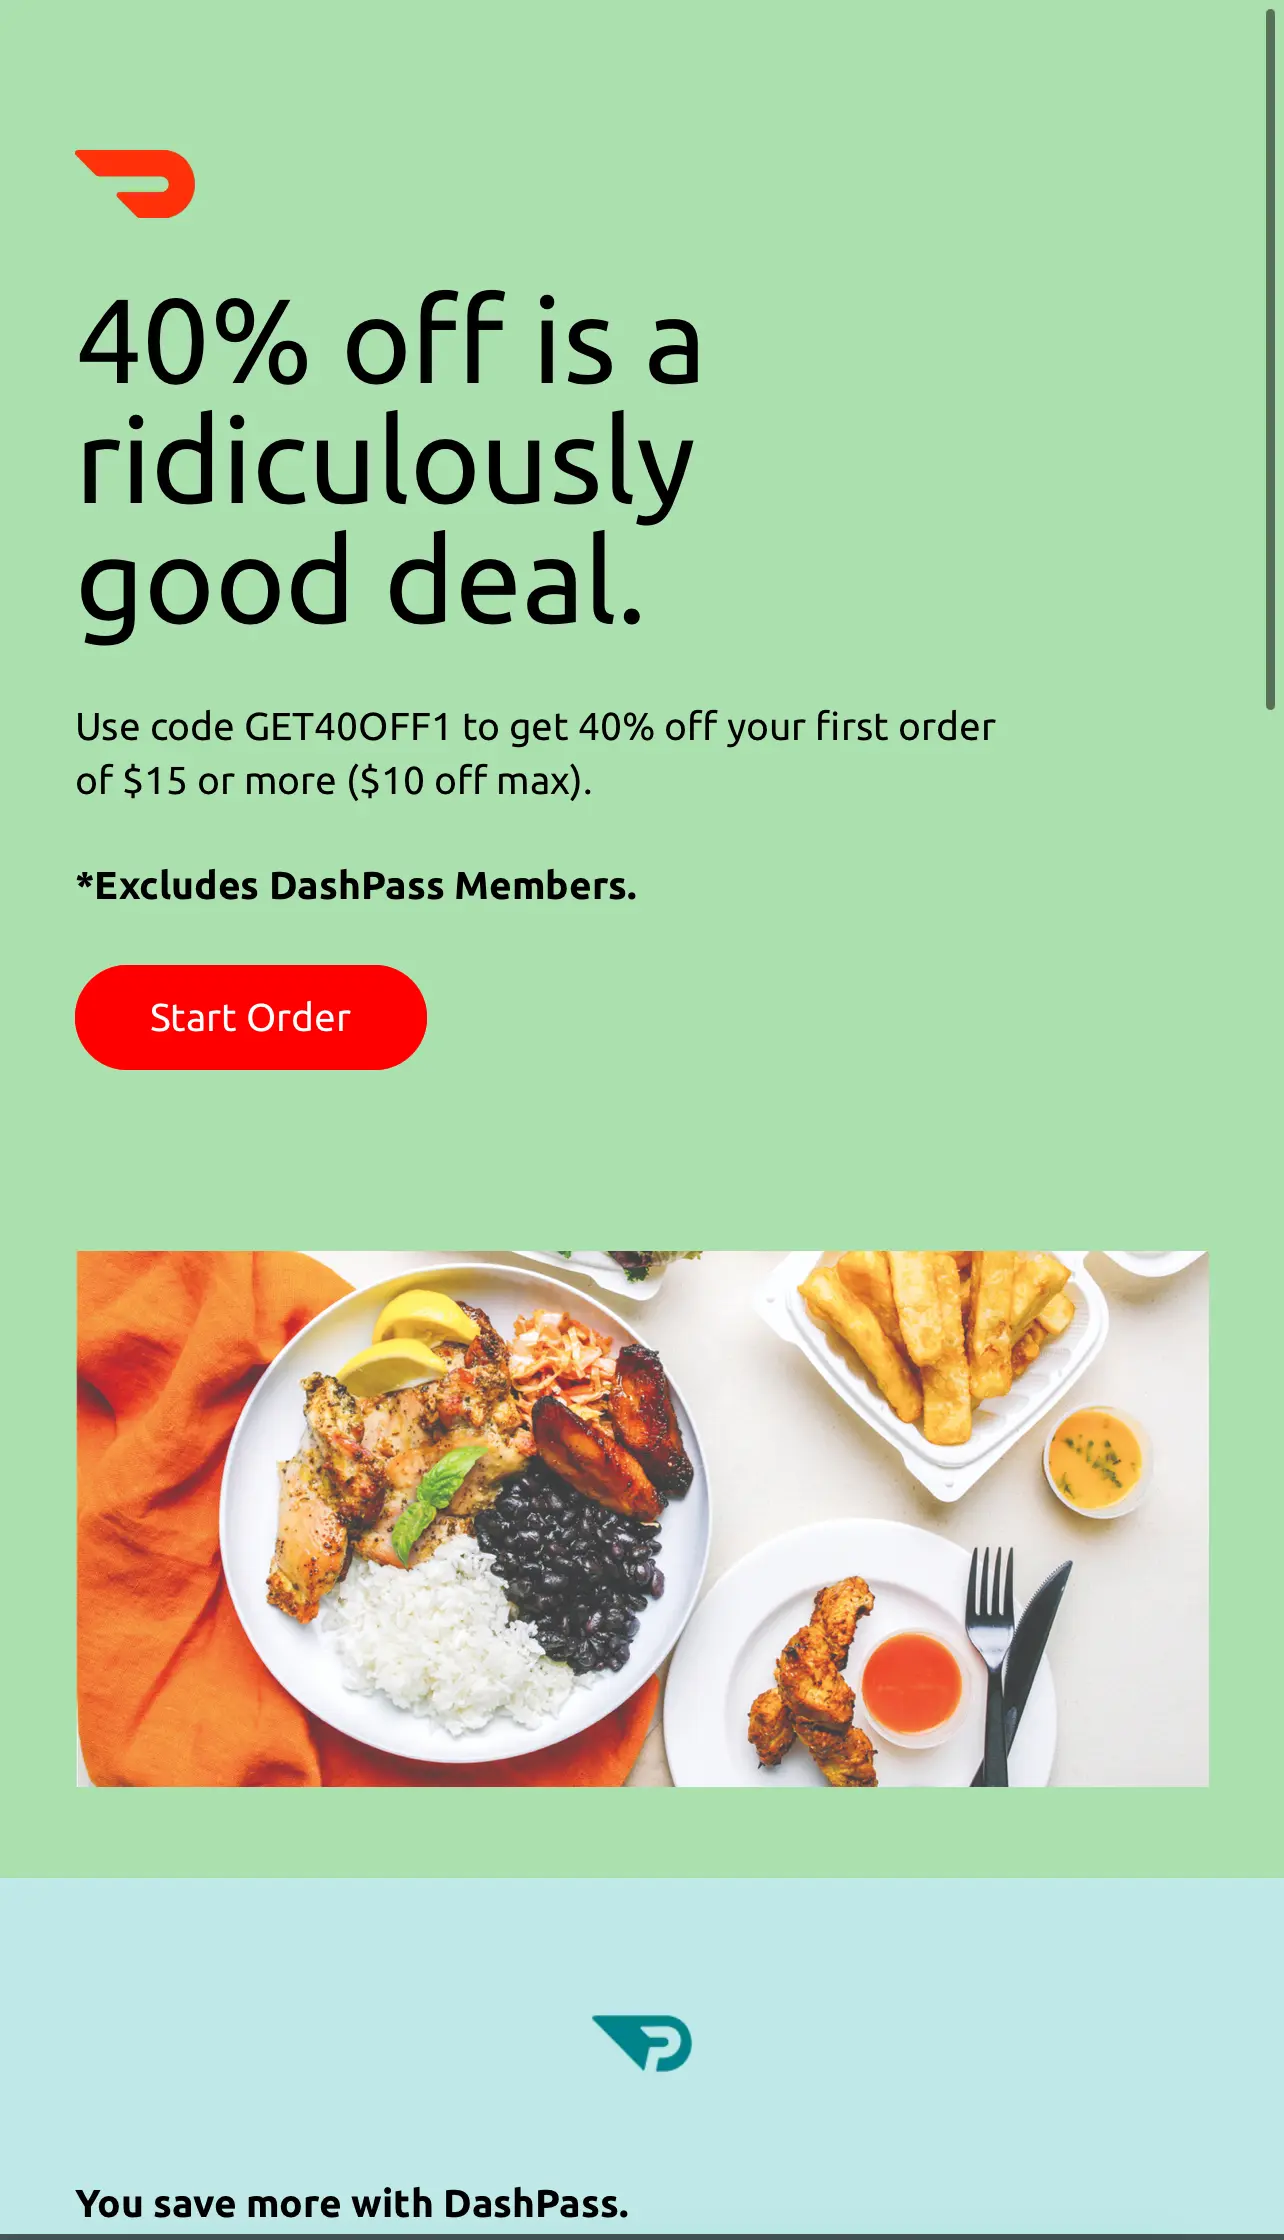 40% off is a
ridiculously
good deal.
Use code GET40OFF1 to get 40% off your first order
of $15 or more ($10 off max).
*Excludes DashPass Members.
Start Order
You save more with DashPass.